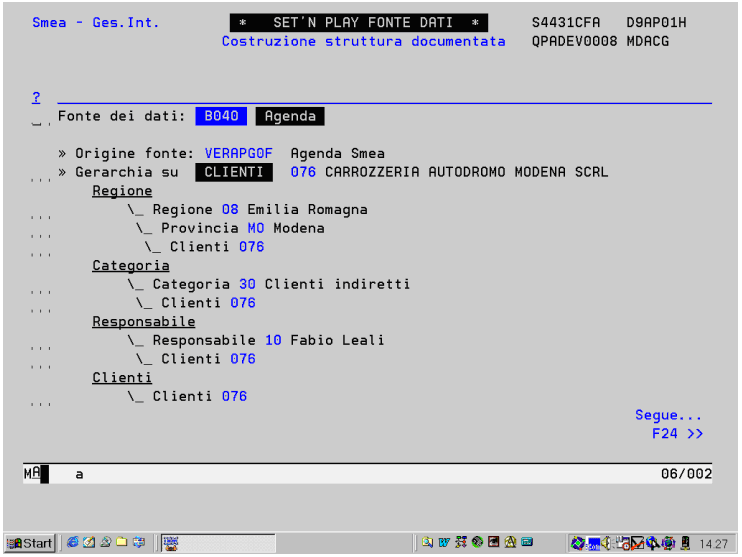 Smea - Ges.Int. * SET'N PLAY FONTE DATI * S4431CFA D9AP01H
Costruzione struttura documentata QPADEV0008 MDACG
?
Fonte dei dati: B040 Agenda
» Origine fonte: VERAPG0F Agenda Smea
» Gerarchia su CLIENTI 076 CARROZZERIA AUTODROMO MODENA SCRL
Regione
\_ Regione 08 Emilia Romagna
\_ Provincia MO Modena
\_ Clienti 076
Categoria
\_ Categoria 30 Clienti indiretti
\_ Clienti 076
Responsabile
\_ Responsabile 10 Fabio Leali
\_ Clienti 076
Clienti
\_ Clienti 076
Segue...
F24 >>
MA a 06/002
Start 14.27